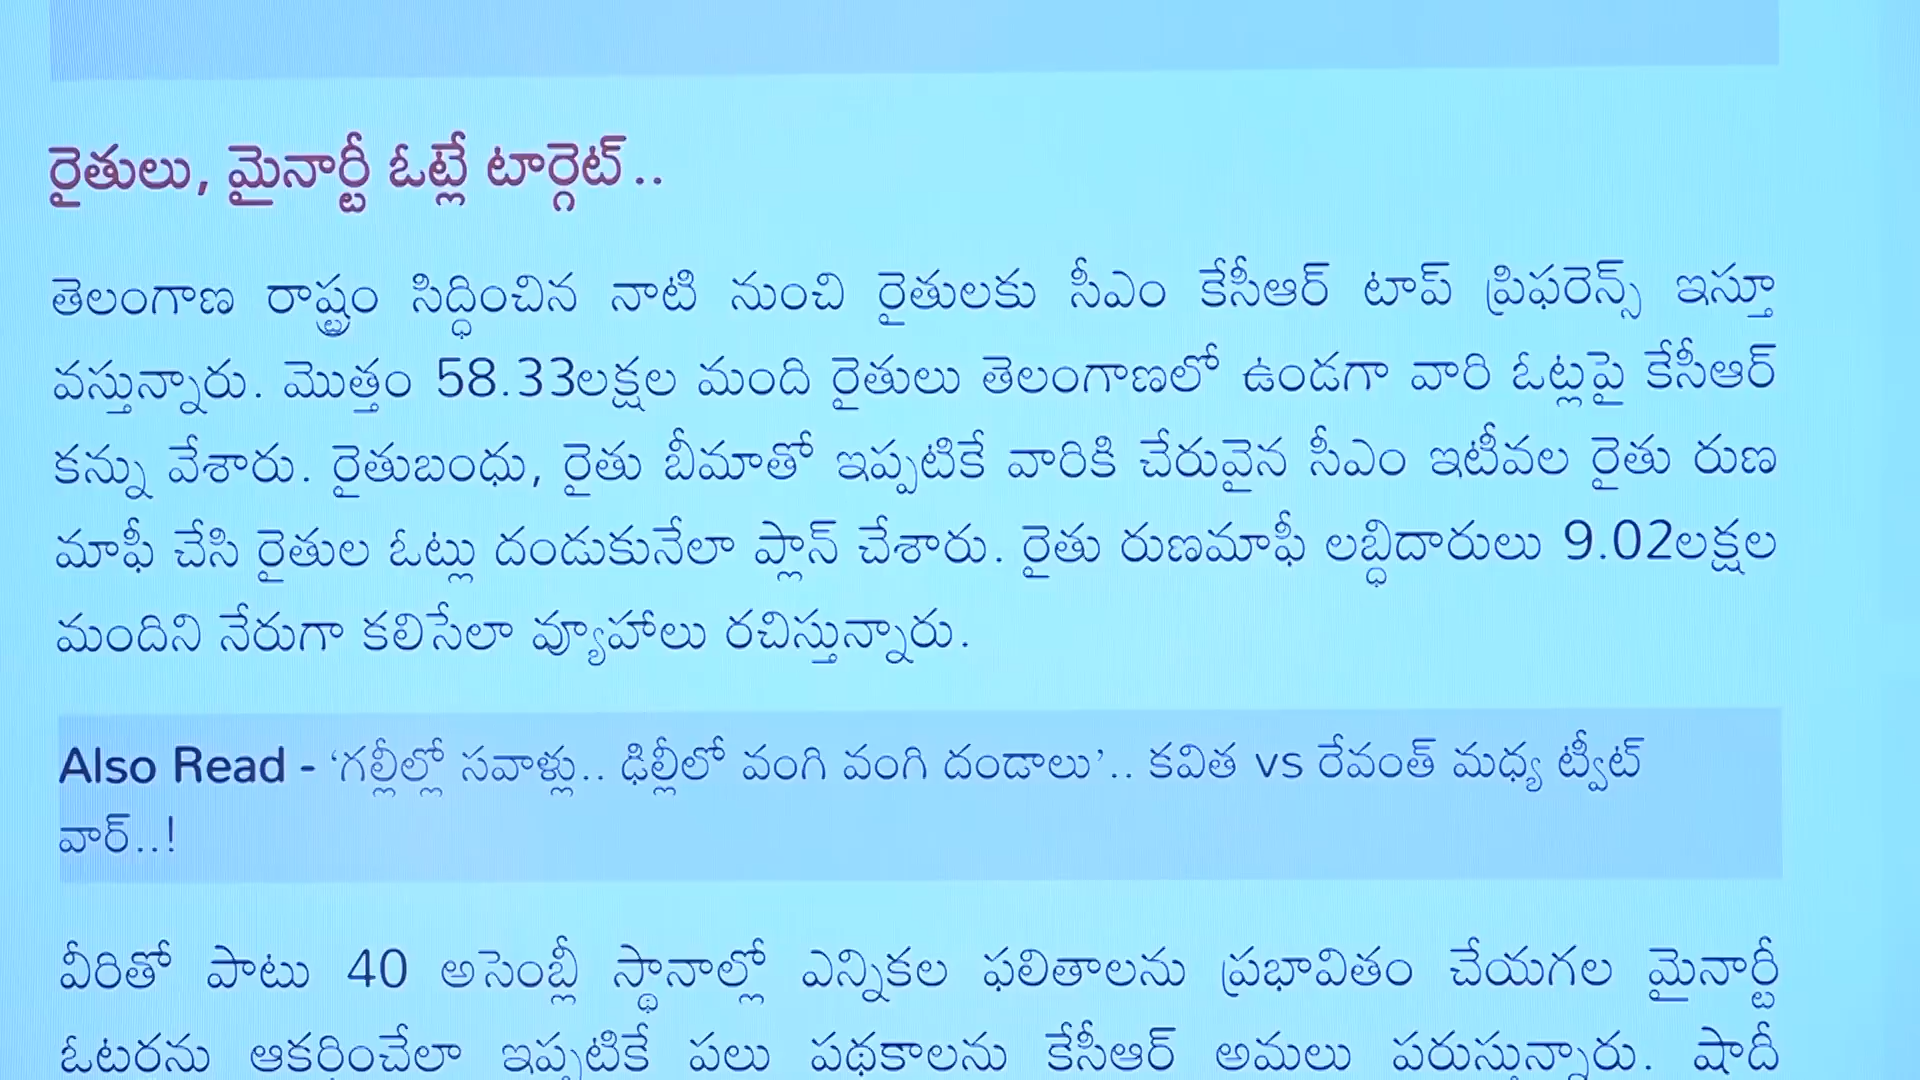 రైతులు, మైనార్టీ ఓట్లే టార్గెట్..
తెలంగాణ రాష్ట్రం సిద్ధించిన నాటి నుంచి రైతులకు సీఎం కేసీఆర్ టాప్ ప్రిఫరెన్స్ ఇస్తూ
వస్తున్నారు. మొత్తం 58.33లక్షల మంది రైతులు తెలంగాణలో ఉండగా వారి ఓట్లపై కేసీఆర్
కన్ను వేశారు. రైతుబంధు, రైతు బీమాతో ఇప్పటికే వారికి చేరువైన సీఎం ఇటీవల రైతు రుణ
మాఫీ చేసి రైతుల ఓట్లు దండుకునేలా ప్లాన్ చేశారు. రైతు రుణమాఫీ లబ్ధిదారులు 9.02లక్షల
మందిని నేరుగా కలిసేలా వ్యూహాలు రచిస్తున్నారు.
Also Read - ‘గల్లీల్లో సవాళ్లు.. ఢిల్లీలో వంగి వంగి దండాలు’.. కవిత vs రేవంత్ మధ్య ట్వీట్
వార్..!
వీరితో పాటు 40 అసెంబ్లీ స్థానాల్లో ఎన్నికల ఫలితాలను ప్రభావితం చేయగల మైనార్టీ
ఓటర్లను ఆకర్షించేలా ఇప్పటికే పలు పథకాలను కేసీఆర్ అమలు పరుస్తున్నారు. షాదీ